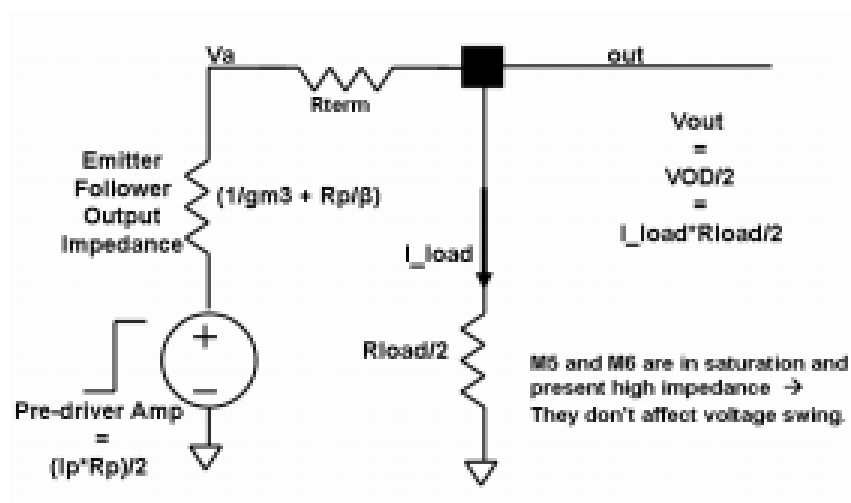 Va
out
Rterm
Vout
=
VOD/2
=
I_load*Rload/2
Emitter
Follower
Output
Impedance
(1/gm3 + Rp/β)
I_load
Rload/2
M5 and M6 are in saturation and
present high impedance →
They don't affect voltage swing.
+
−
Pre-driver Amp
=
(Ip*Rp)/2